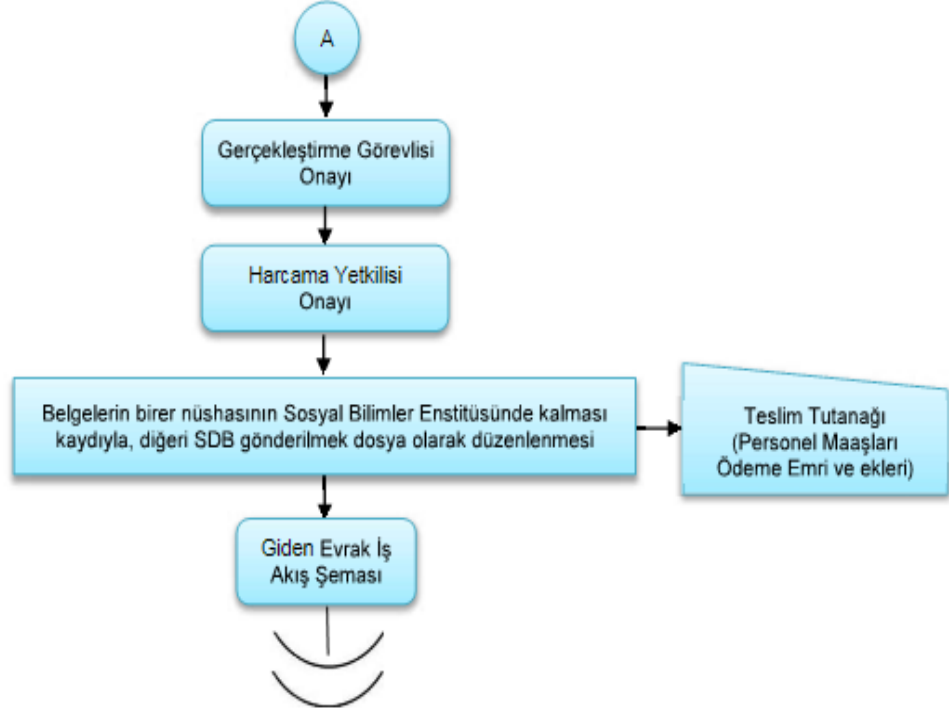 A
Gerçekleştirme Görevlisi
Onayı
Harcama Yetkilisi
Onayı
Belgelerin birer nüshasının Sosyal Bilimler Enstitüsünde kalması
kaydıyla, diğeri SDB gönderilmek dosya olarak düzenlenmesi
Teslim Tutanağı
(Personel Maaşları
Ödeme Emri ve ekleri)
Giden Evrak İş
Akış Şeması